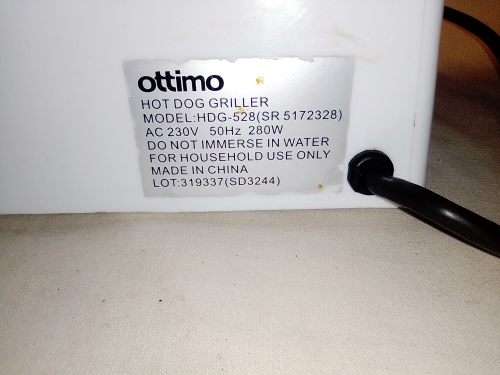 ottimo
HOT DOG GRILLER
MODEL:HDG-528(SR 5172328)
AC 230V 50Hz 280W
DO NOT IMMERSE IN WATER
FOR HOUSEHOLD USE ONLY
MADE IN CHINA
LOT:319337(SD3244)